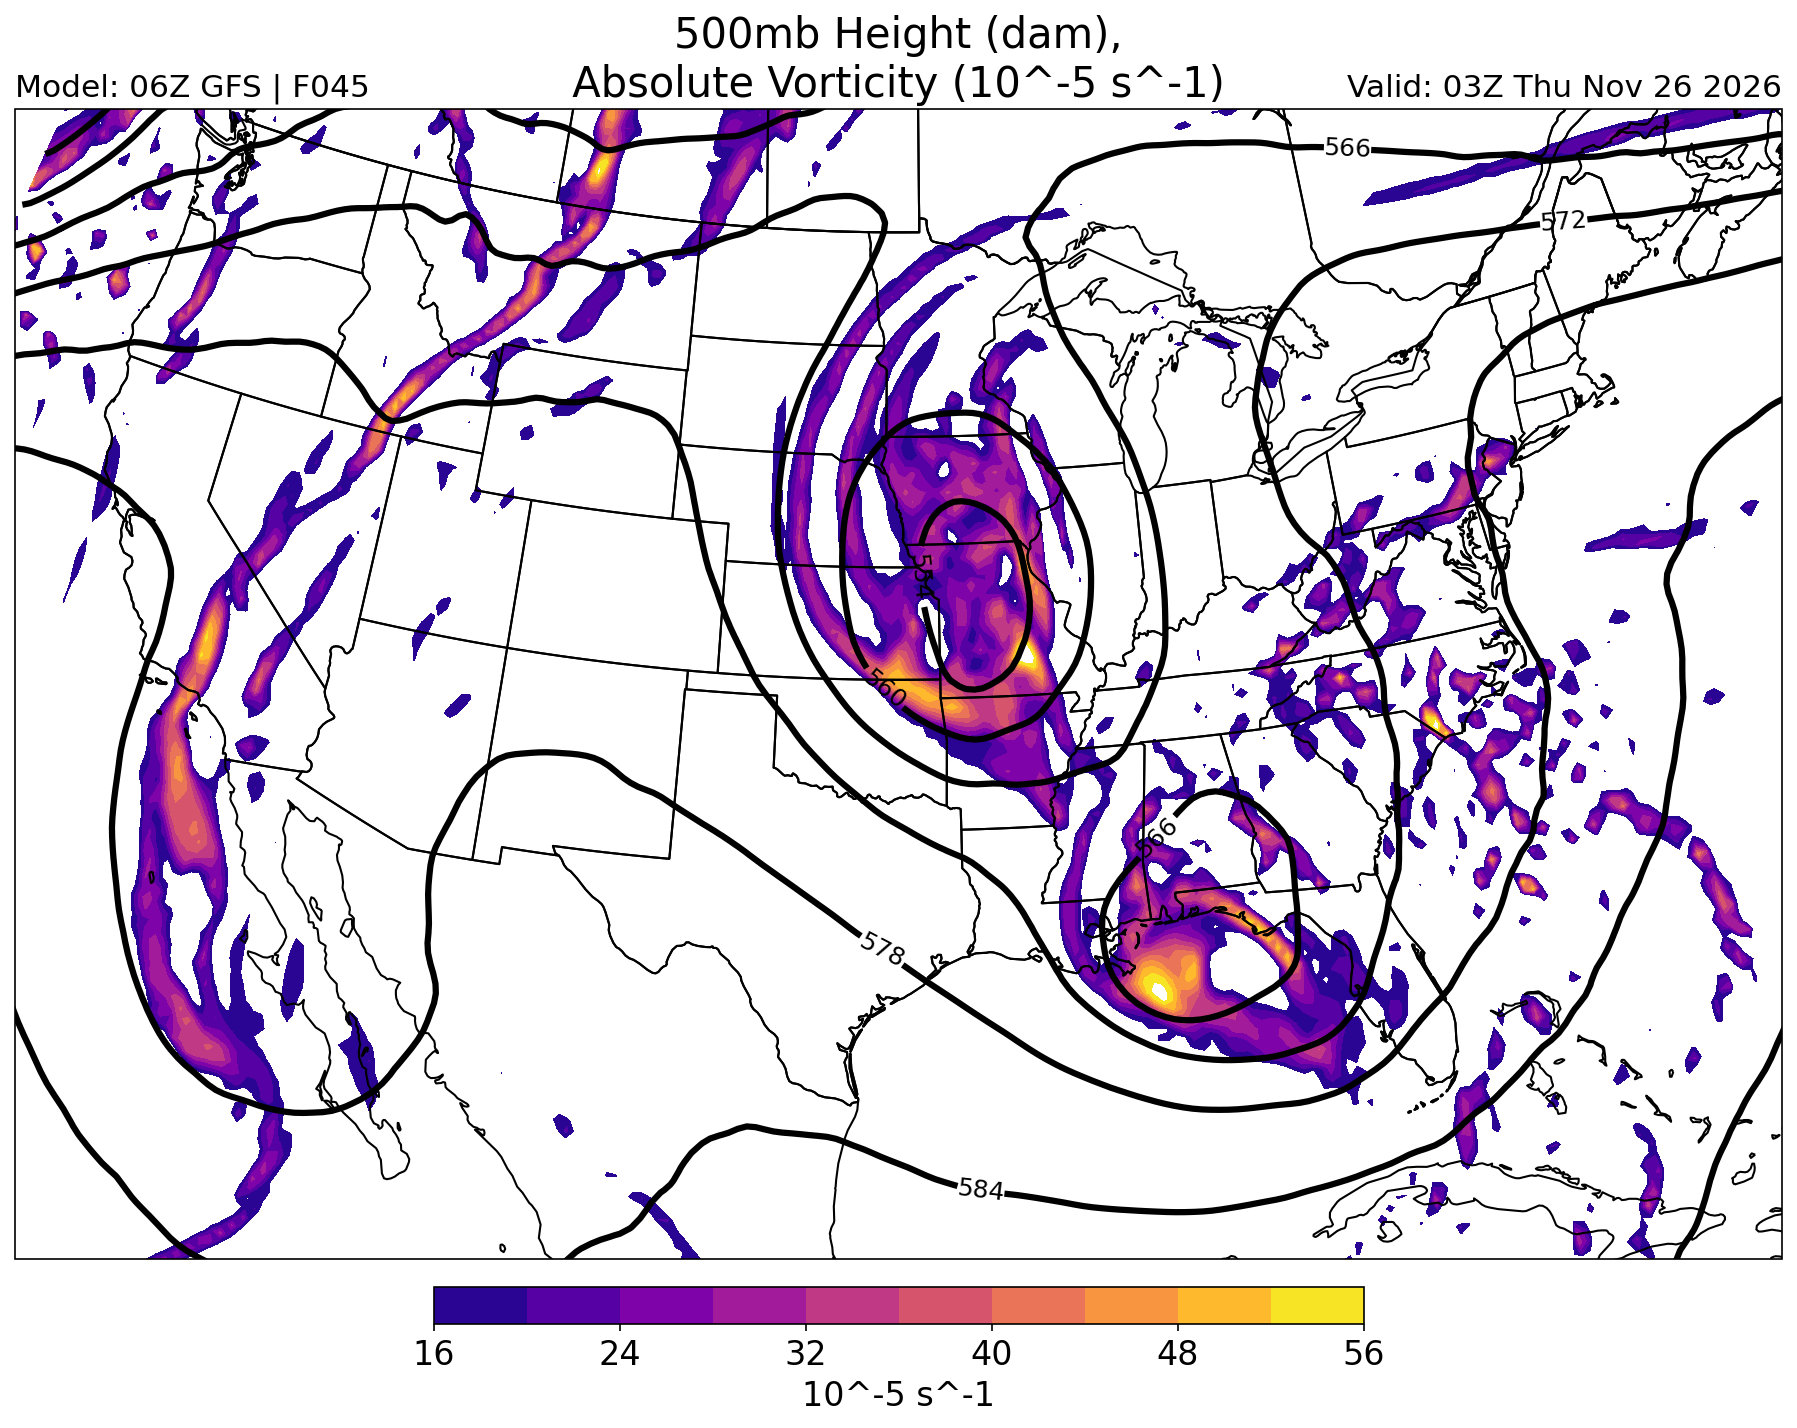 500mb Height (dam),
Model: 06Z GFS | F045
Absolute Vorticity (10^-5 s^-1)
Valid: 03Z Thu Nov 26 2026
566
572
554
560
566
578
584
16 24 32 40 48 56
10^-5 s^-1